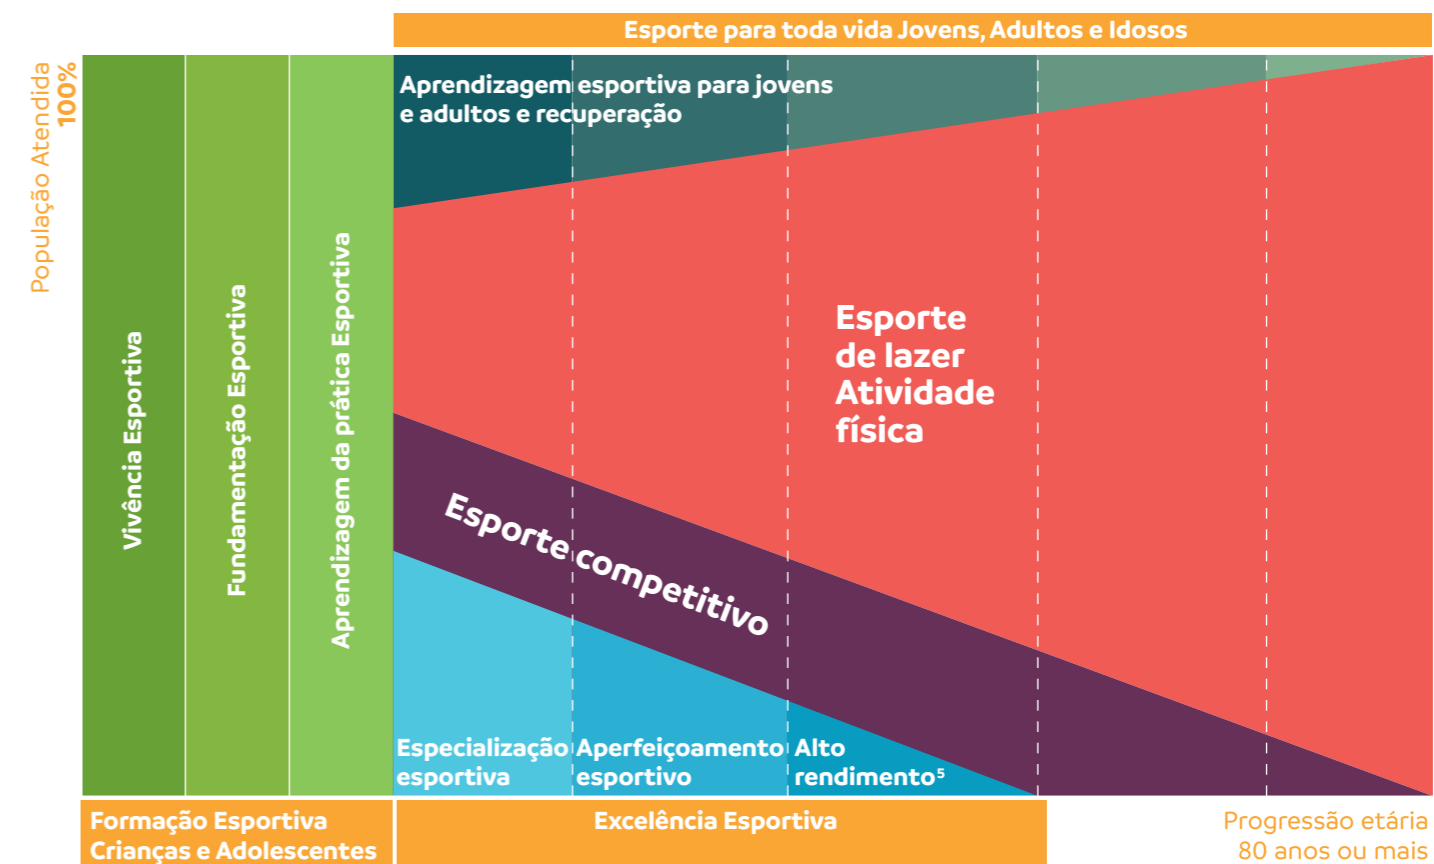 Esporte para toda vida Jovens, Adultos e Idosos
População Atendida
100%
Aprendizagem esportiva para jovens
e adultos e recuperação
Vivência Esportiva
Fundamentação Esportiva
Aprendizagem da prática Esportiva
Esporte
de lazer
Atividade
física
Esporte competitivo
Especialização
esportiva
Aperfeiçoamento
esportivo
Alto
rendimento⁵
Formação Esportiva
Crianças e Adolescentes
Excelência Esportiva
Progressão etária
80 anos ou mais